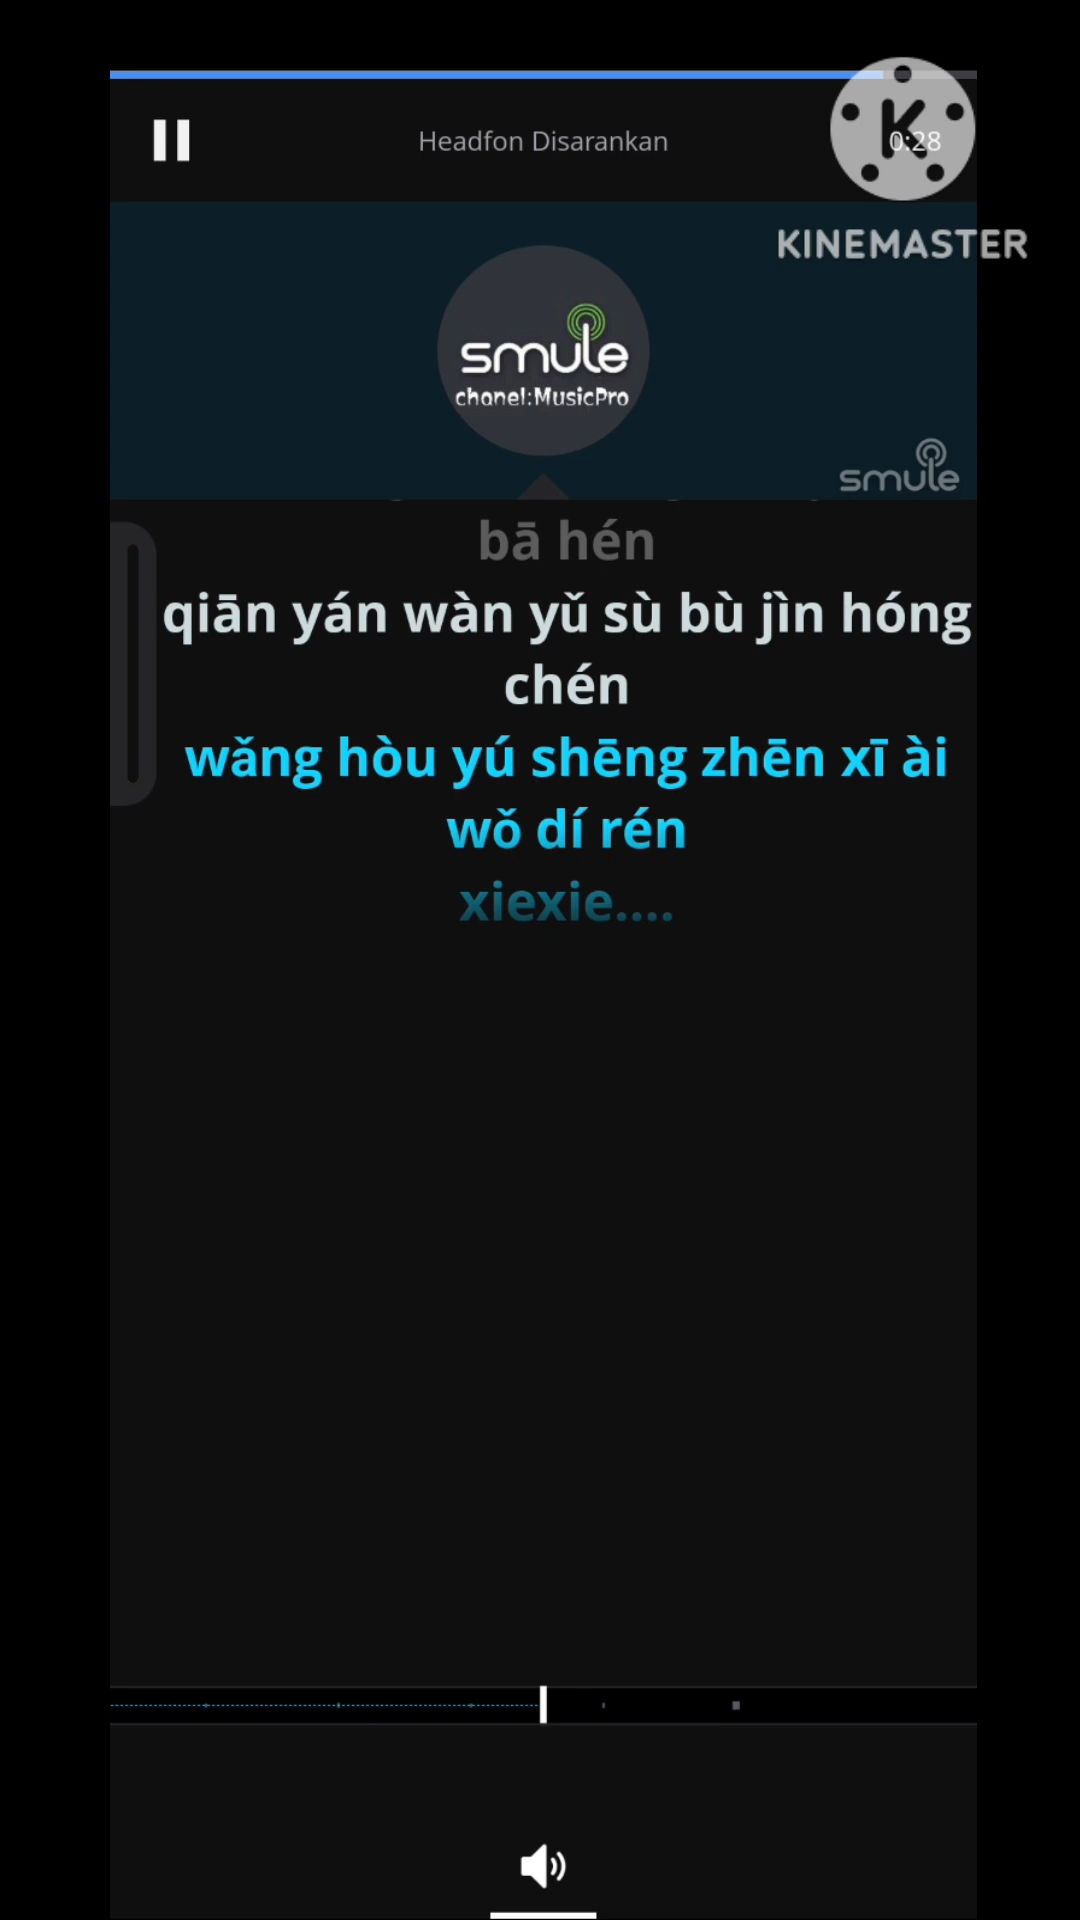 Headfon Disarankan
0:28
KINEMASTER
smule
chanel:MusicPro
smule
bā hén
qiān yán wàn yǔ sù bù jìn hóng
chén
wǎng hòu yú shēng zhēn xī ài
wǒ dí rén
xiexie....